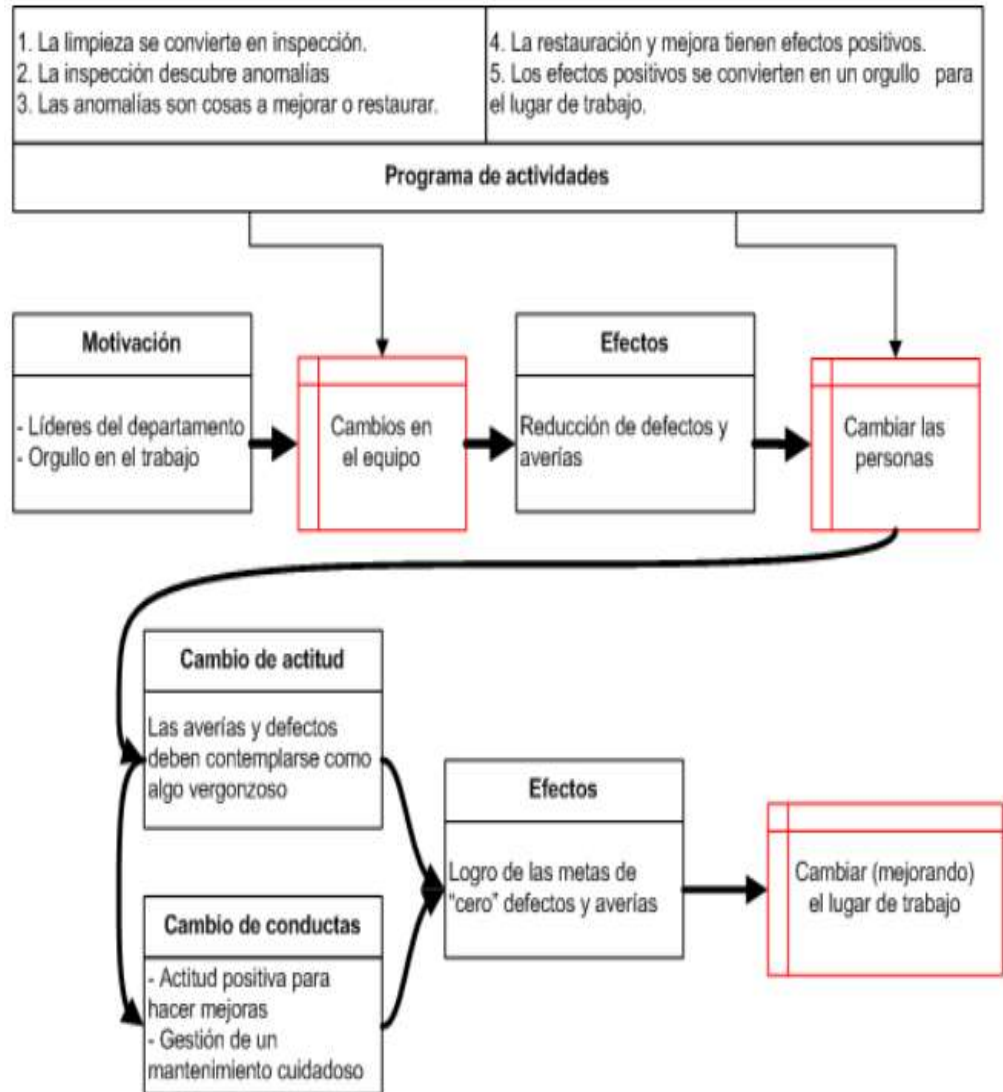 1. La limpieza se convierte en inspección.
2. La inspección descubre anomalías
3. Las anomalías son cosas a mejorar o restaurar.
4. La restauración y mejora tienen efectos positivos.
5. Los efectos positivos se convierten en un orgullo para
el lugar de trabajo.
Programa de actividades
Motivación
- Líderes del departamento
- Orgullo en el trabajo
Cambios en
el equipo
Efectos
Reducción de defectos y
averías
Cambiar las
personas
Cambio de actitud
Las averías y defectos
deben contemplarse como
algo vergonzoso
Cambio de conductas
- Actitud positiva para
hacer mejoras
- Gestión de un
mantenimiento cuidadoso
Efectos
Logro de las metas de
“cero” defectos y averías
Cambiar (mejorando)
el lugar de trabajo